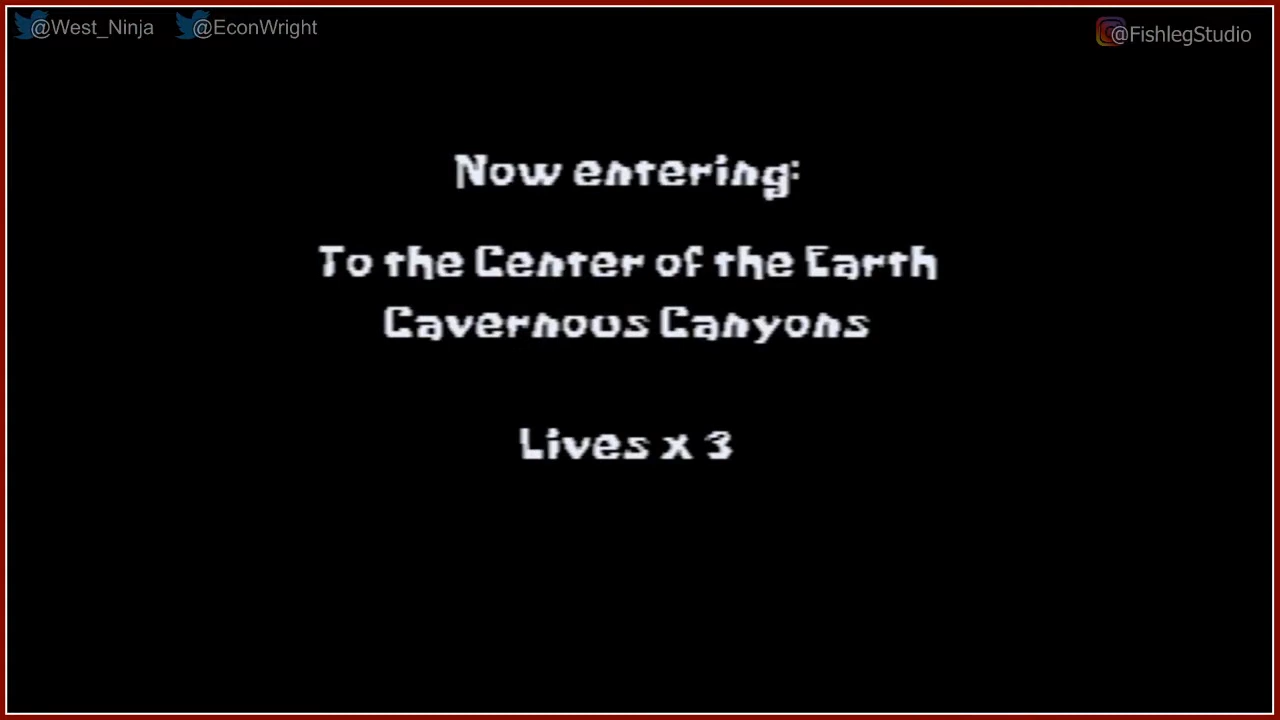 @West_Ninja @EconWright @FishlegStudio
Now entering:
To the Center of the Earth
Cavernous Canyons
Lives x 3